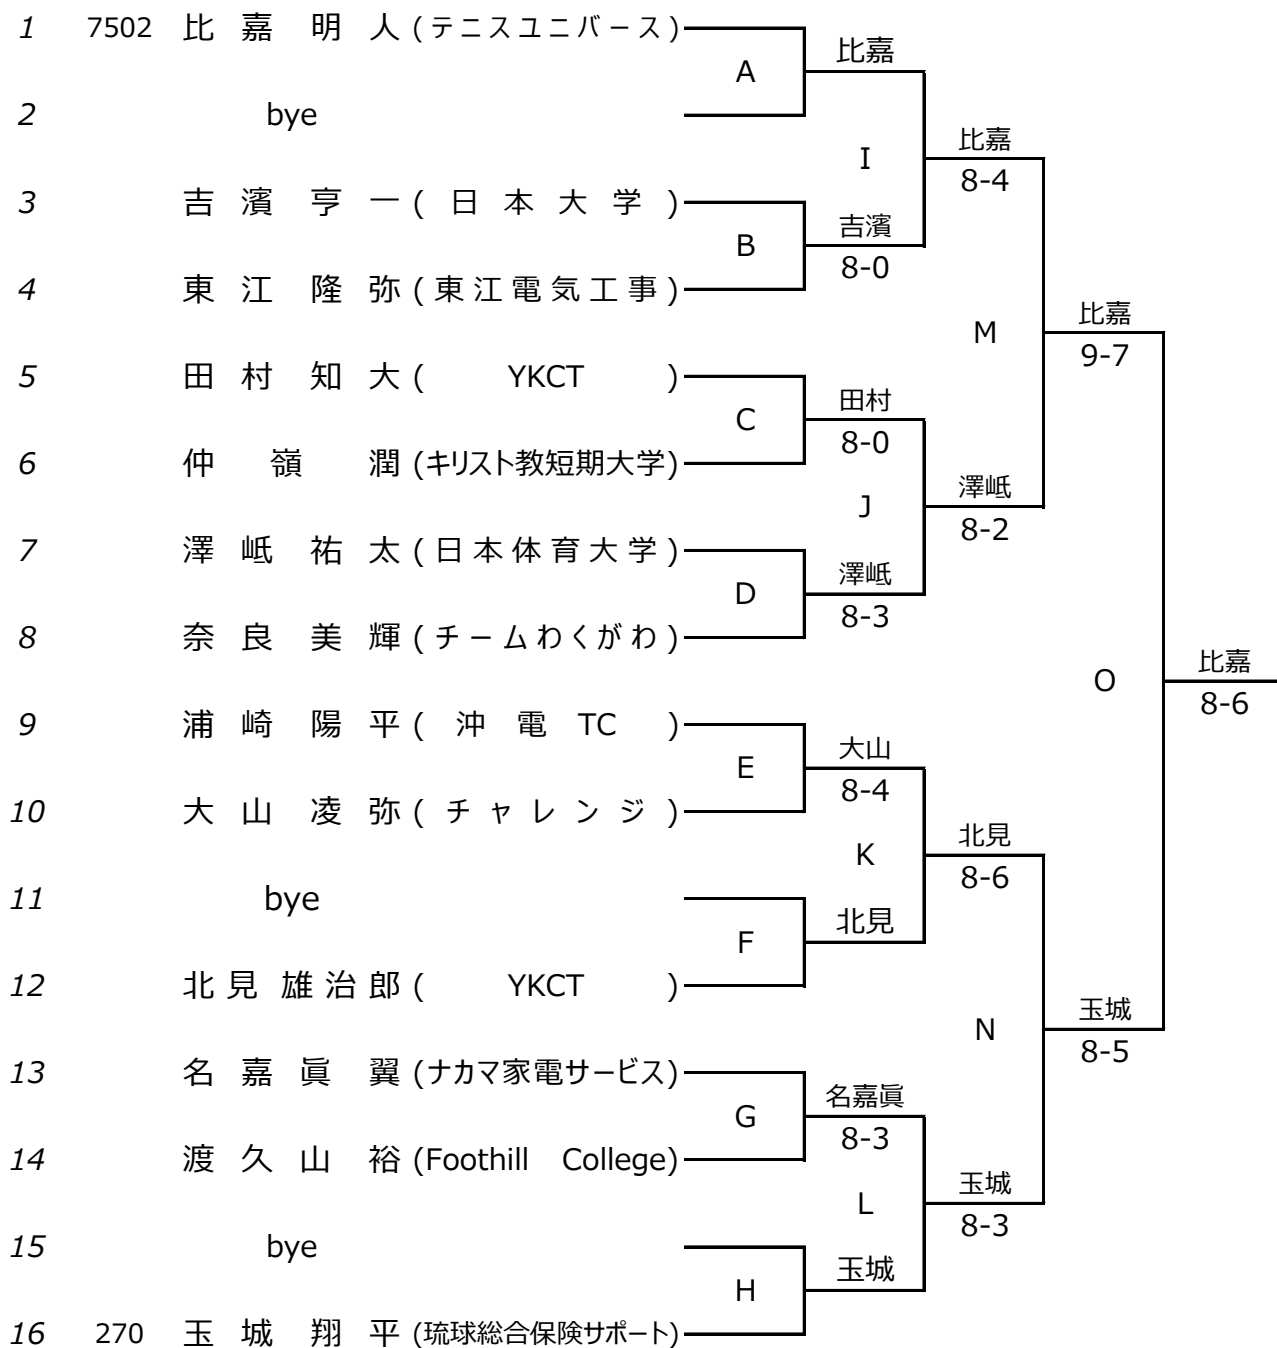 1 7502 比嘉 明人 (テニスユニバース)
比嘉
A
2 bye
比嘉
I
8-4
3 吉濱 亨一 (日本大学)
吉濱
B
8-0
4 東江 隆弥 (東江電気工事)
比嘉
M
9-7
5 田村 知大 (YKCT)
田村
C
8-0
6 仲嶺 潤 (キリスト教短期大学)
澤岻
J
8-2
7 澤岻 祐太 (日本体育大学)
澤岻
D
8-3
8 奈良 美輝 (チームわくがわ)
比嘉
O
8-6
9 浦崎 陽平 (沖電TC)
大山
E
8-4
10 大山 凌弥 (チャレンジ)
北見
K
8-6
11 bye
北見
F
12 北見 雄治郎 (YKCT)
玉城
N
8-5
13 名嘉眞 翼 (ナカマ家電サービス)
名嘉眞
G
8-3
14 渡久山 裕 (Foothill College)
玉城
L
8-3
15 bye
玉城
H
16 270 玉城 翔平 (琉球総合保険サポート)